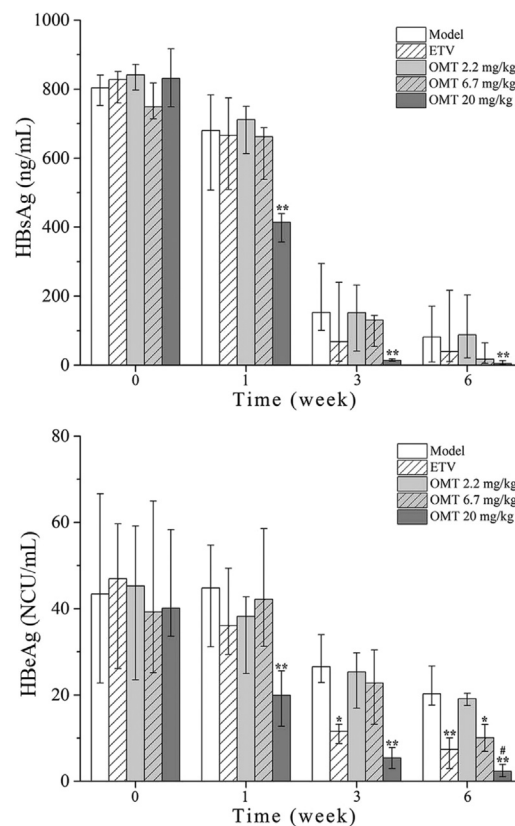 1000
800
600
400
200
0
HBsAg (ng/mL)
Model
ETV
OMT 2.2 mg/kg
OMT 6.7 mg/kg
OMT 20 mg/kg
**
**
**
0 1 3 6
Time (week)
80
60
40
20
0
HBeAg (NCU/mL)
Model
ETV
OMT 2.2 mg/kg
OMT 6.7 mg/kg
OMT 20 mg/kg
**
*
**
**
*
#
**
0 1 3 6
Time (week)